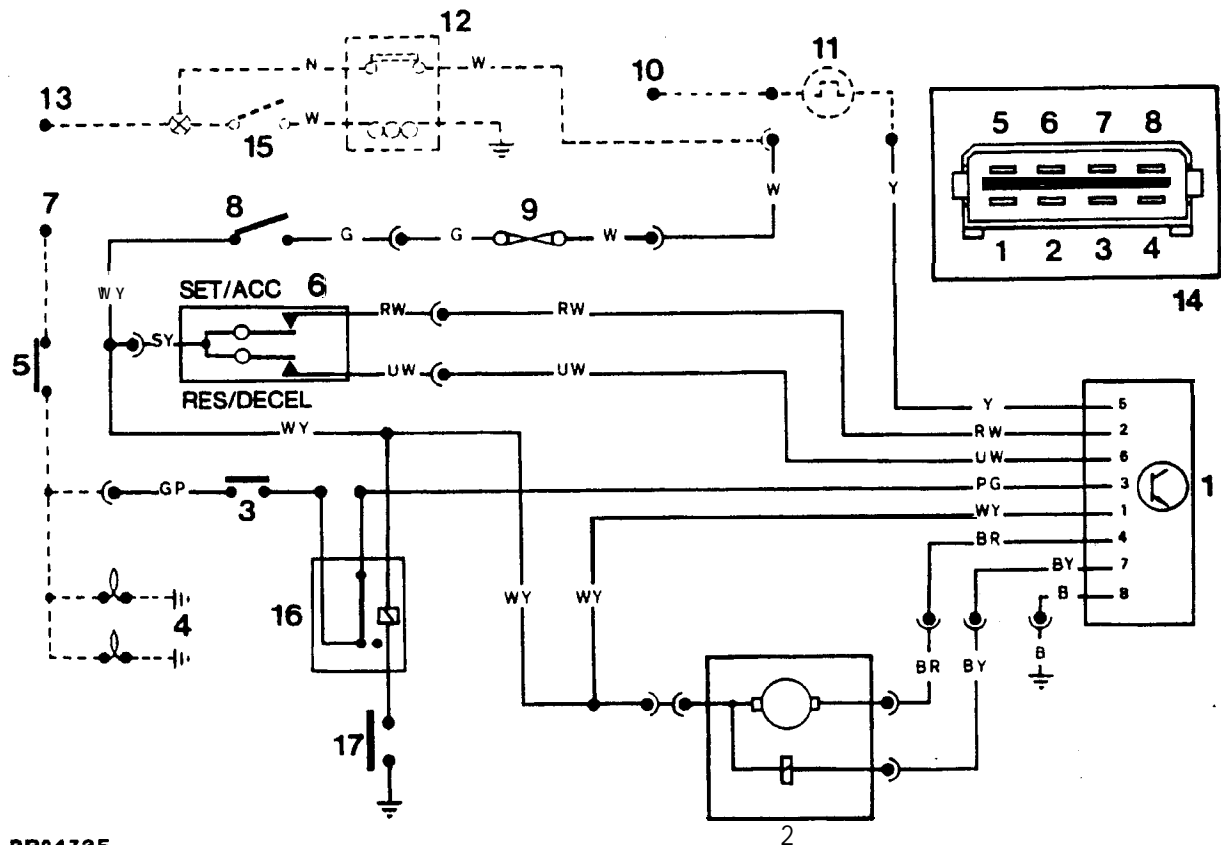 12
N
W
10
11
13
15
W
5 6 7 8
W
Y
7
8
G
G
9
W
1 2 3 4
14
WY
SET/ACC 6
RW
RW
SY
5
UW
UW
RES/DECEL
WY
Y 5
RW 2
UW 6
PG 3
WY 1
BR 4
BY 7
B 8
1
GP
3
16
WY
WY
4
BR
BY
B
17
2